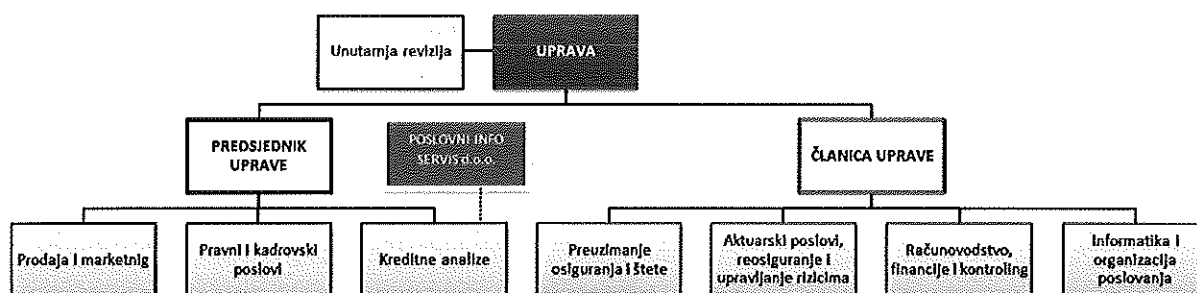 Unutarnja revizija
UPRAVA
PREDSJEDNIK
UPRAVE
POSLOVNI INFO
SERVIS d.o.o.
ČLANICA UPRAVE
Prodaja i marketnig
Pravni i kadrovski
poslovi
Kreditne analize
Preuzimanje
osiguranja i štete
Aktuarski poslovi,
reosiguranje i
upravljanje rizicima
Računovodstvo,
financije i kontroling
Informatika i
organizacija
poslovanja